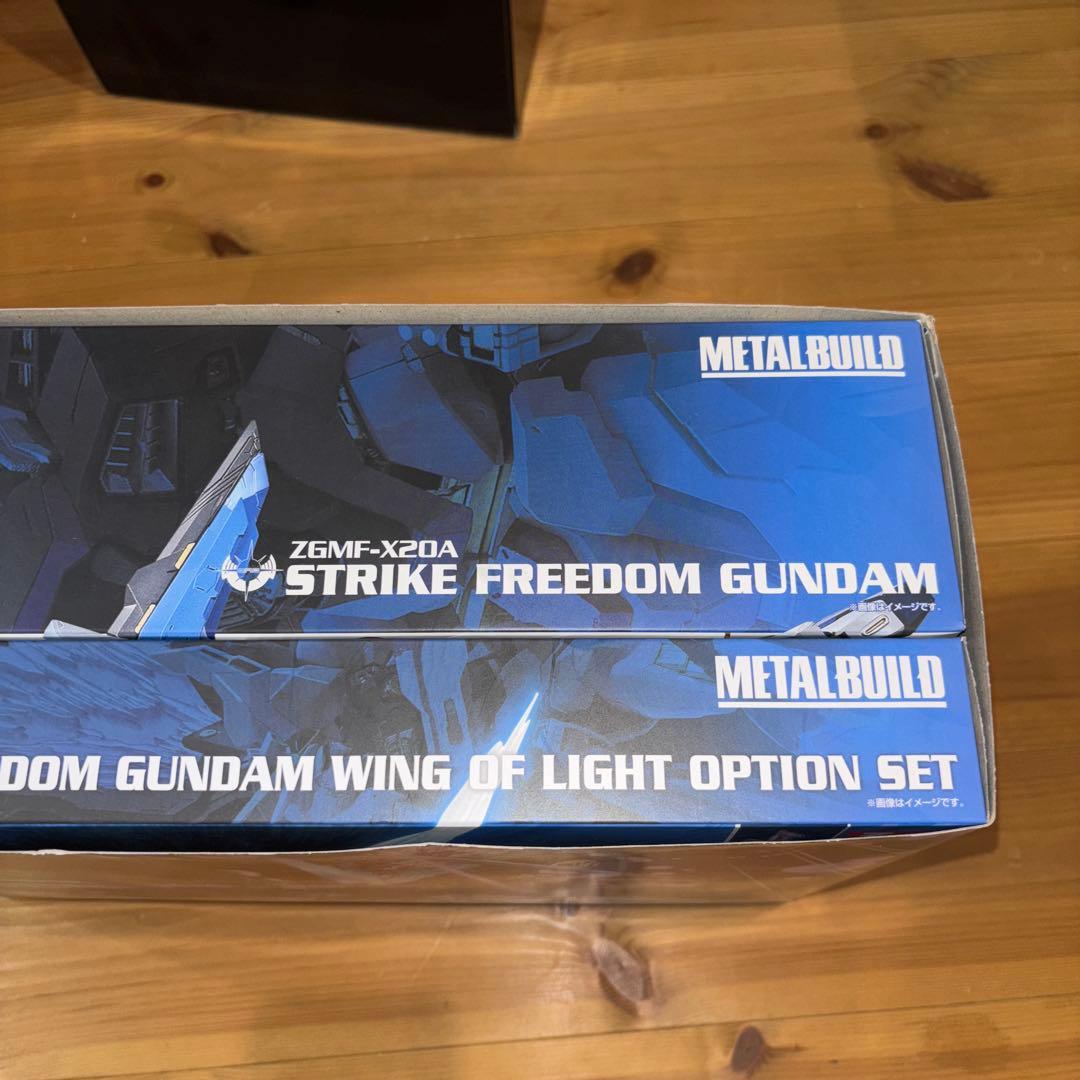 METALBUILD
ZGMF-X20A
STRIKE FREEDOM GUNDAM
※画像はイメージです。
METALBUILD
DOM GUNDAM WING OF LIGHT OPTION SET
※画像はイメージです。